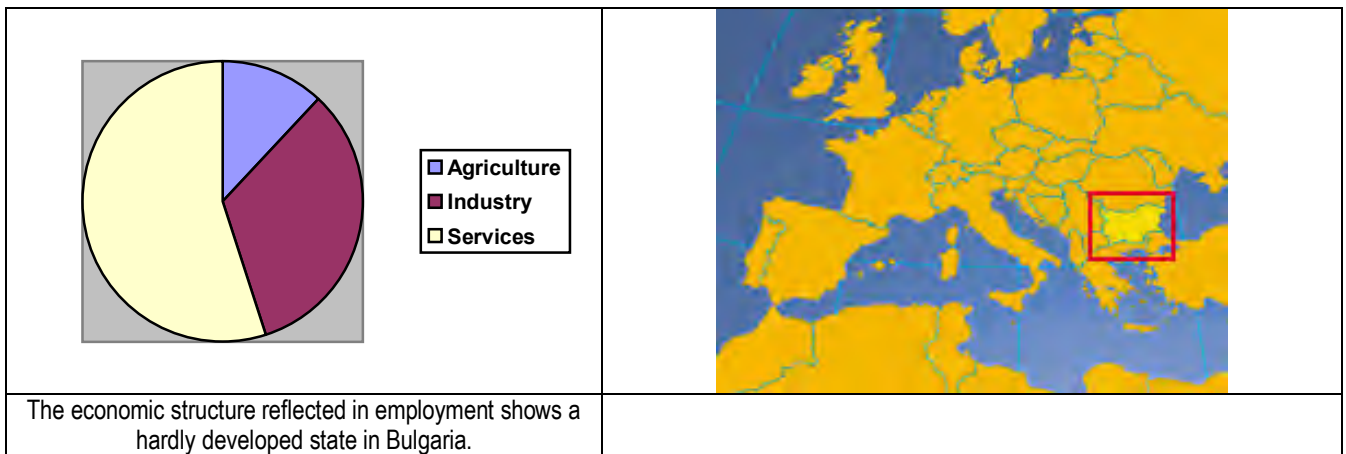 Agriculture
Industry
Services
The economic structure reflected in employment shows a
hardly developed state in Bulgaria.